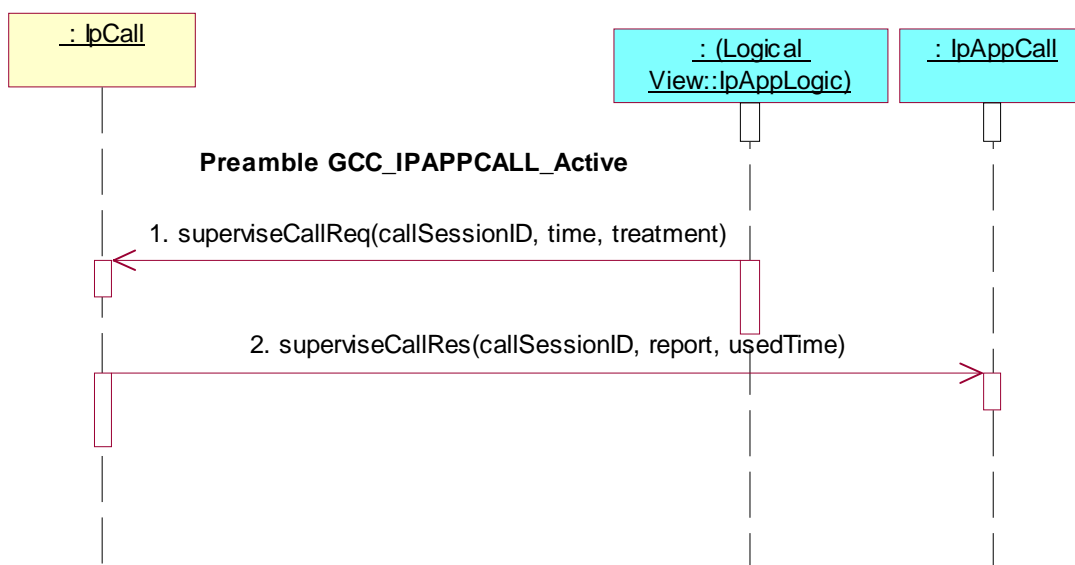 : IpCall
: (Logical
View::IpAppLogic)
: IpAppCall
Preamble GCC_IPAPPCALL_Active
1. superviseCallReq(callSessionID, time, treatment)
2. superviseCallRes(callSessionID, report, usedTime)